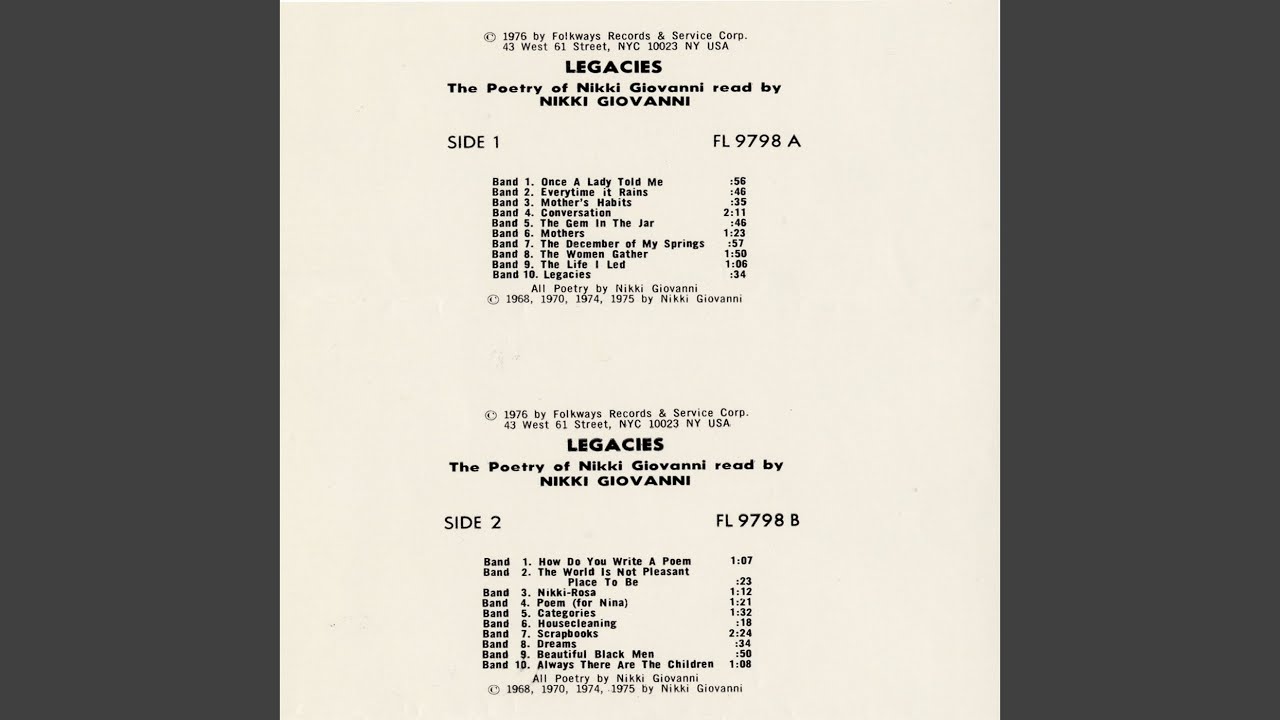 © 1976 by Folkways Records & Service Corp.
43 West 61 Street, NYC 10023 NY USA
LEGACIES
The Poetry of Nikki Giovanni read by
NIKKI GIOVANNI
SIDE 1 FL 9798 A
Band 1. Once A Lady Told Me :56
Band 2. Everytime it Rains :46
Band 3. Mother's Habits :35
Band 4. Conversation 2:11
Band 5. The Gem In The Jar :46
Band 6. Mothers 1:23
Band 7. The December of My Springs :57
Band 8. The Women Gather 1:50
Band 9. The Life I Led 1:06
Band 10. Legacies :34
All Poetry by Nikki Giovanni
© 1968, 1970, 1974, 1975 by Nikki Giovanni
© 1976 by Folkways Records & Service Corp.
43 West 61 Street, NYC 10023 NY USA
LEGACIES
The Poetry of Nikki Giovanni read by
NIKKI GIOVANNI
SIDE 2 FL 9798 B
Band 1. How Do You Write A Poem 1:07
Band 2. The World Is Not Pleasant
Place To Be :23
Band 3. Nikki-Rosa 1:12
Band 4. Poem (for Nina) 1:21
Band 5. Categories 1:32
Band 6. Housecleaning :18
Band 7. Scrapbooks 2:24
Band 8. Dreams :34
Band 9. Beautiful Black Men :50
Band 10. Always There Are The Children 1:08
All Poetry by Nikki Giovanni
© 1968, 1970, 1974, 1975 by Nikki Giovanni